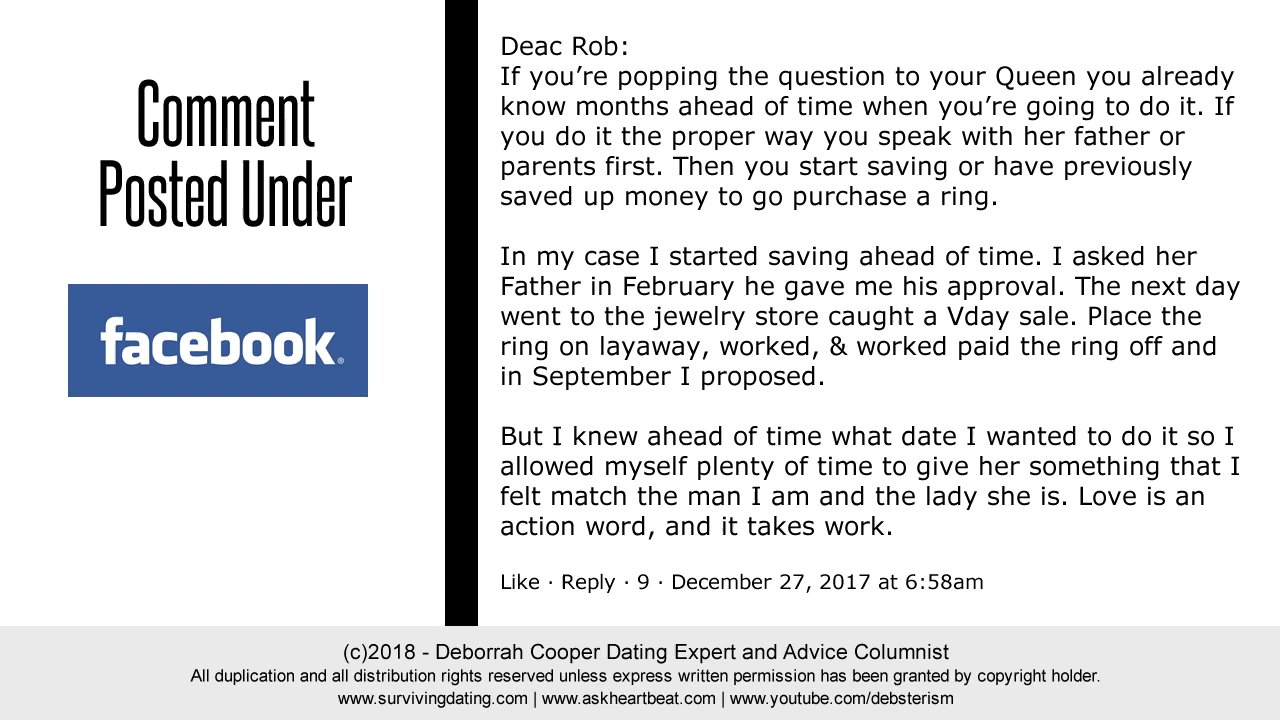 Comment
Posted Under
facebook®
Deac Rob:
If you’re popping the question to your Queen you already
know months ahead of time when you’re going to do it. If
you do it the proper way you speak with her father or
parents first. Then you start saving or have previously
saved up money to go purchase a ring.
In my case I started saving ahead of time. I asked her
Father in February he gave me his approval. The next day
went to the jewelry store caught a Vday sale. Place the
ring on layaway, worked, & worked paid the ring off and
in September I proposed.
But I knew ahead of time what date I wanted to do it so I
allowed myself plenty of time to give her something that I
felt match the man I am and the lady she is. Love is an
action word, and it takes work.
Like · Reply · 9 · December 27, 2017 at 6:58am
(c)2018 - Deborrah Cooper Dating Expert and Advice Columnist
All duplication and all distribution rights reserved unless express written permission has been granted by copyright holder.
www.survivingdating.com | www.askheartbeat.com | www.youtube.com/debsterism